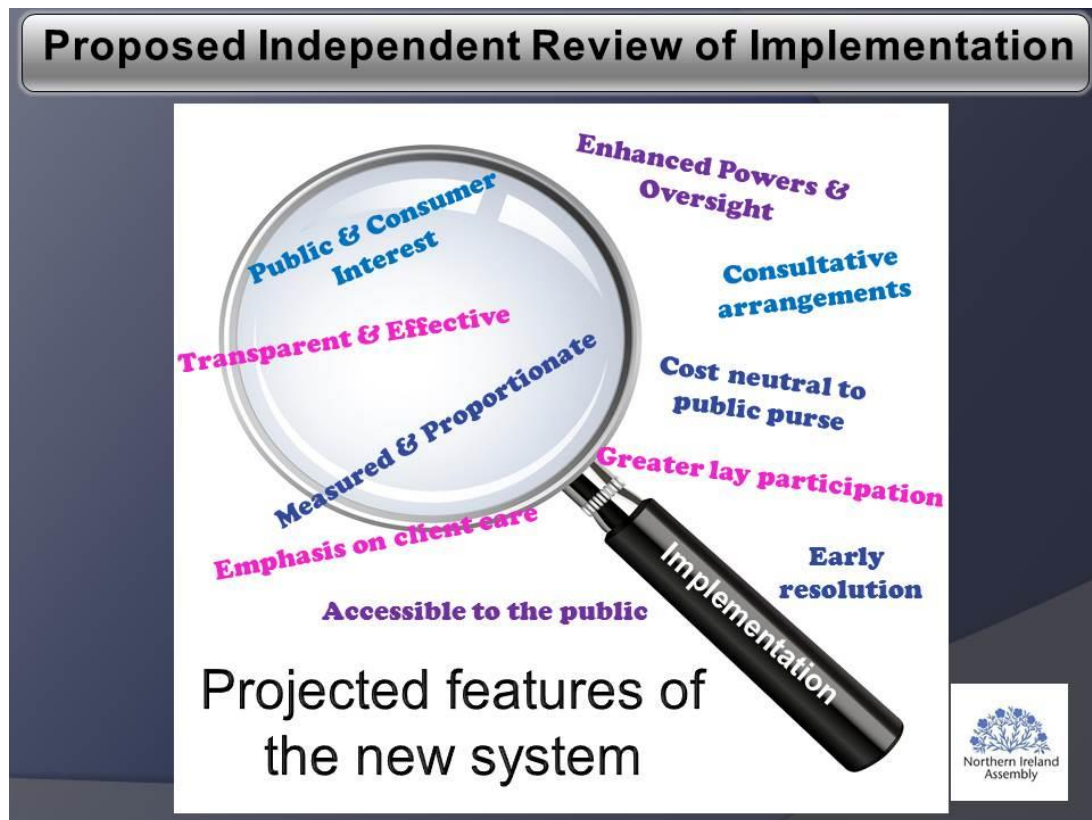 Proposed Independent Review of Implementation
Enhanced Powers &
Oversight
Public & Consumer
Interest
Consultative
arrangements
Transparent & Effective
Measured & Proportionate
Cost neutral to
public purse
Greater lay participation
Emphasis on client care
Early
resolution
Accessible to the public
Implementation
Projected features of
the new system
Northern Ireland
Assembly